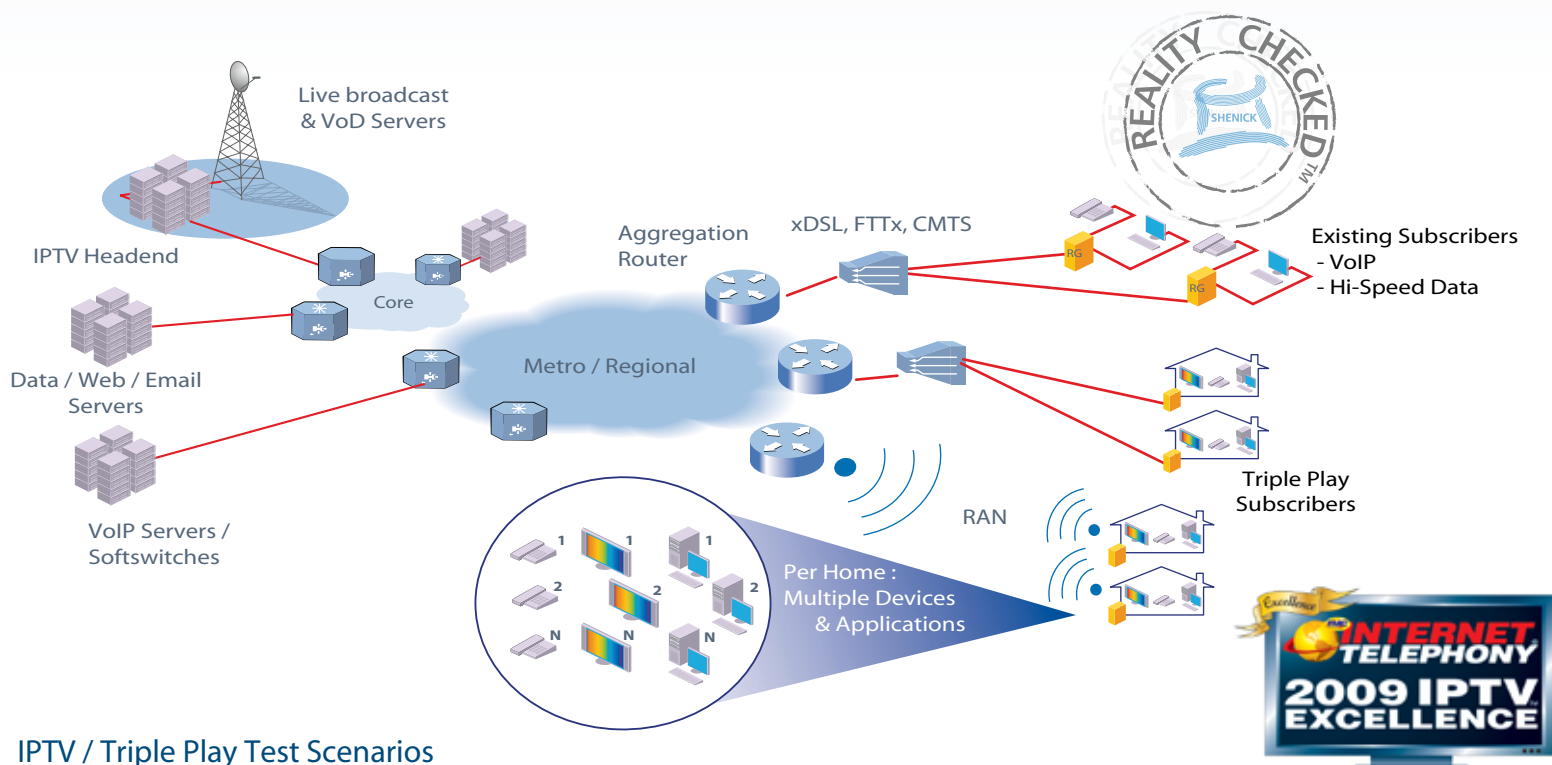 Live broadcast
& VoD Servers
REALITY CHECKED™
SHENICK
IPTV Headend
Aggregation
Router
xDSL, FTTx, CMTS
RG
RG
Existing Subscribers
- VoIP
- Hi-Speed Data
Core
Data / Web / Email
Servers
Metro / Regional
VoIP Servers /
Softswitches
Triple Play
Subscribers
RAN
1
1
1
2
2
2
N
N
N
Per Home :
Multiple Devices
& Applications
Excellence
TMC
INTERNET
TELEPHONY®
2009 IPTV
EXCELLENCE
IPTV / Triple Play Test Scenarios